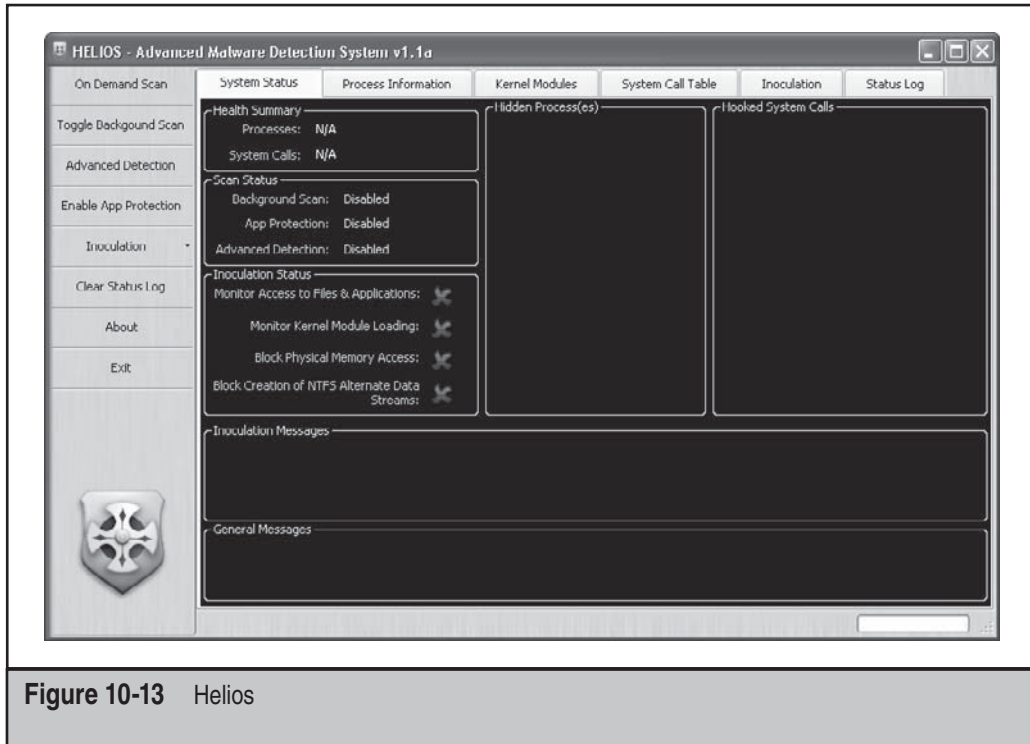 HELIOS - Advanced Malware Detection System v1.1a
On Demand Scan
Toggle Backgound Scan
Advanced Detection
Enable App Protection
Inoculation
Clear Status Log
About
Exit
System Status
Process Information
Kernel Modules
System Call Table
Inoculation
Status Log
Health Summary
Processes: N/A
System Calls: N/A
Scan Status
Background Scan: Disabled
App Protection: Disabled
Advanced Detection: Disabled
Inoculation Status
Monitor Access to Files & Applications:
Monitor Kernel Module Loading:
Block Physical Memory Access:
Block Creation of NTFS Alternate Data
Streams:
Hidden Process(es)
Hooked System Calls
Inoculation Messages
General Messages
Figure 10-13 Helios